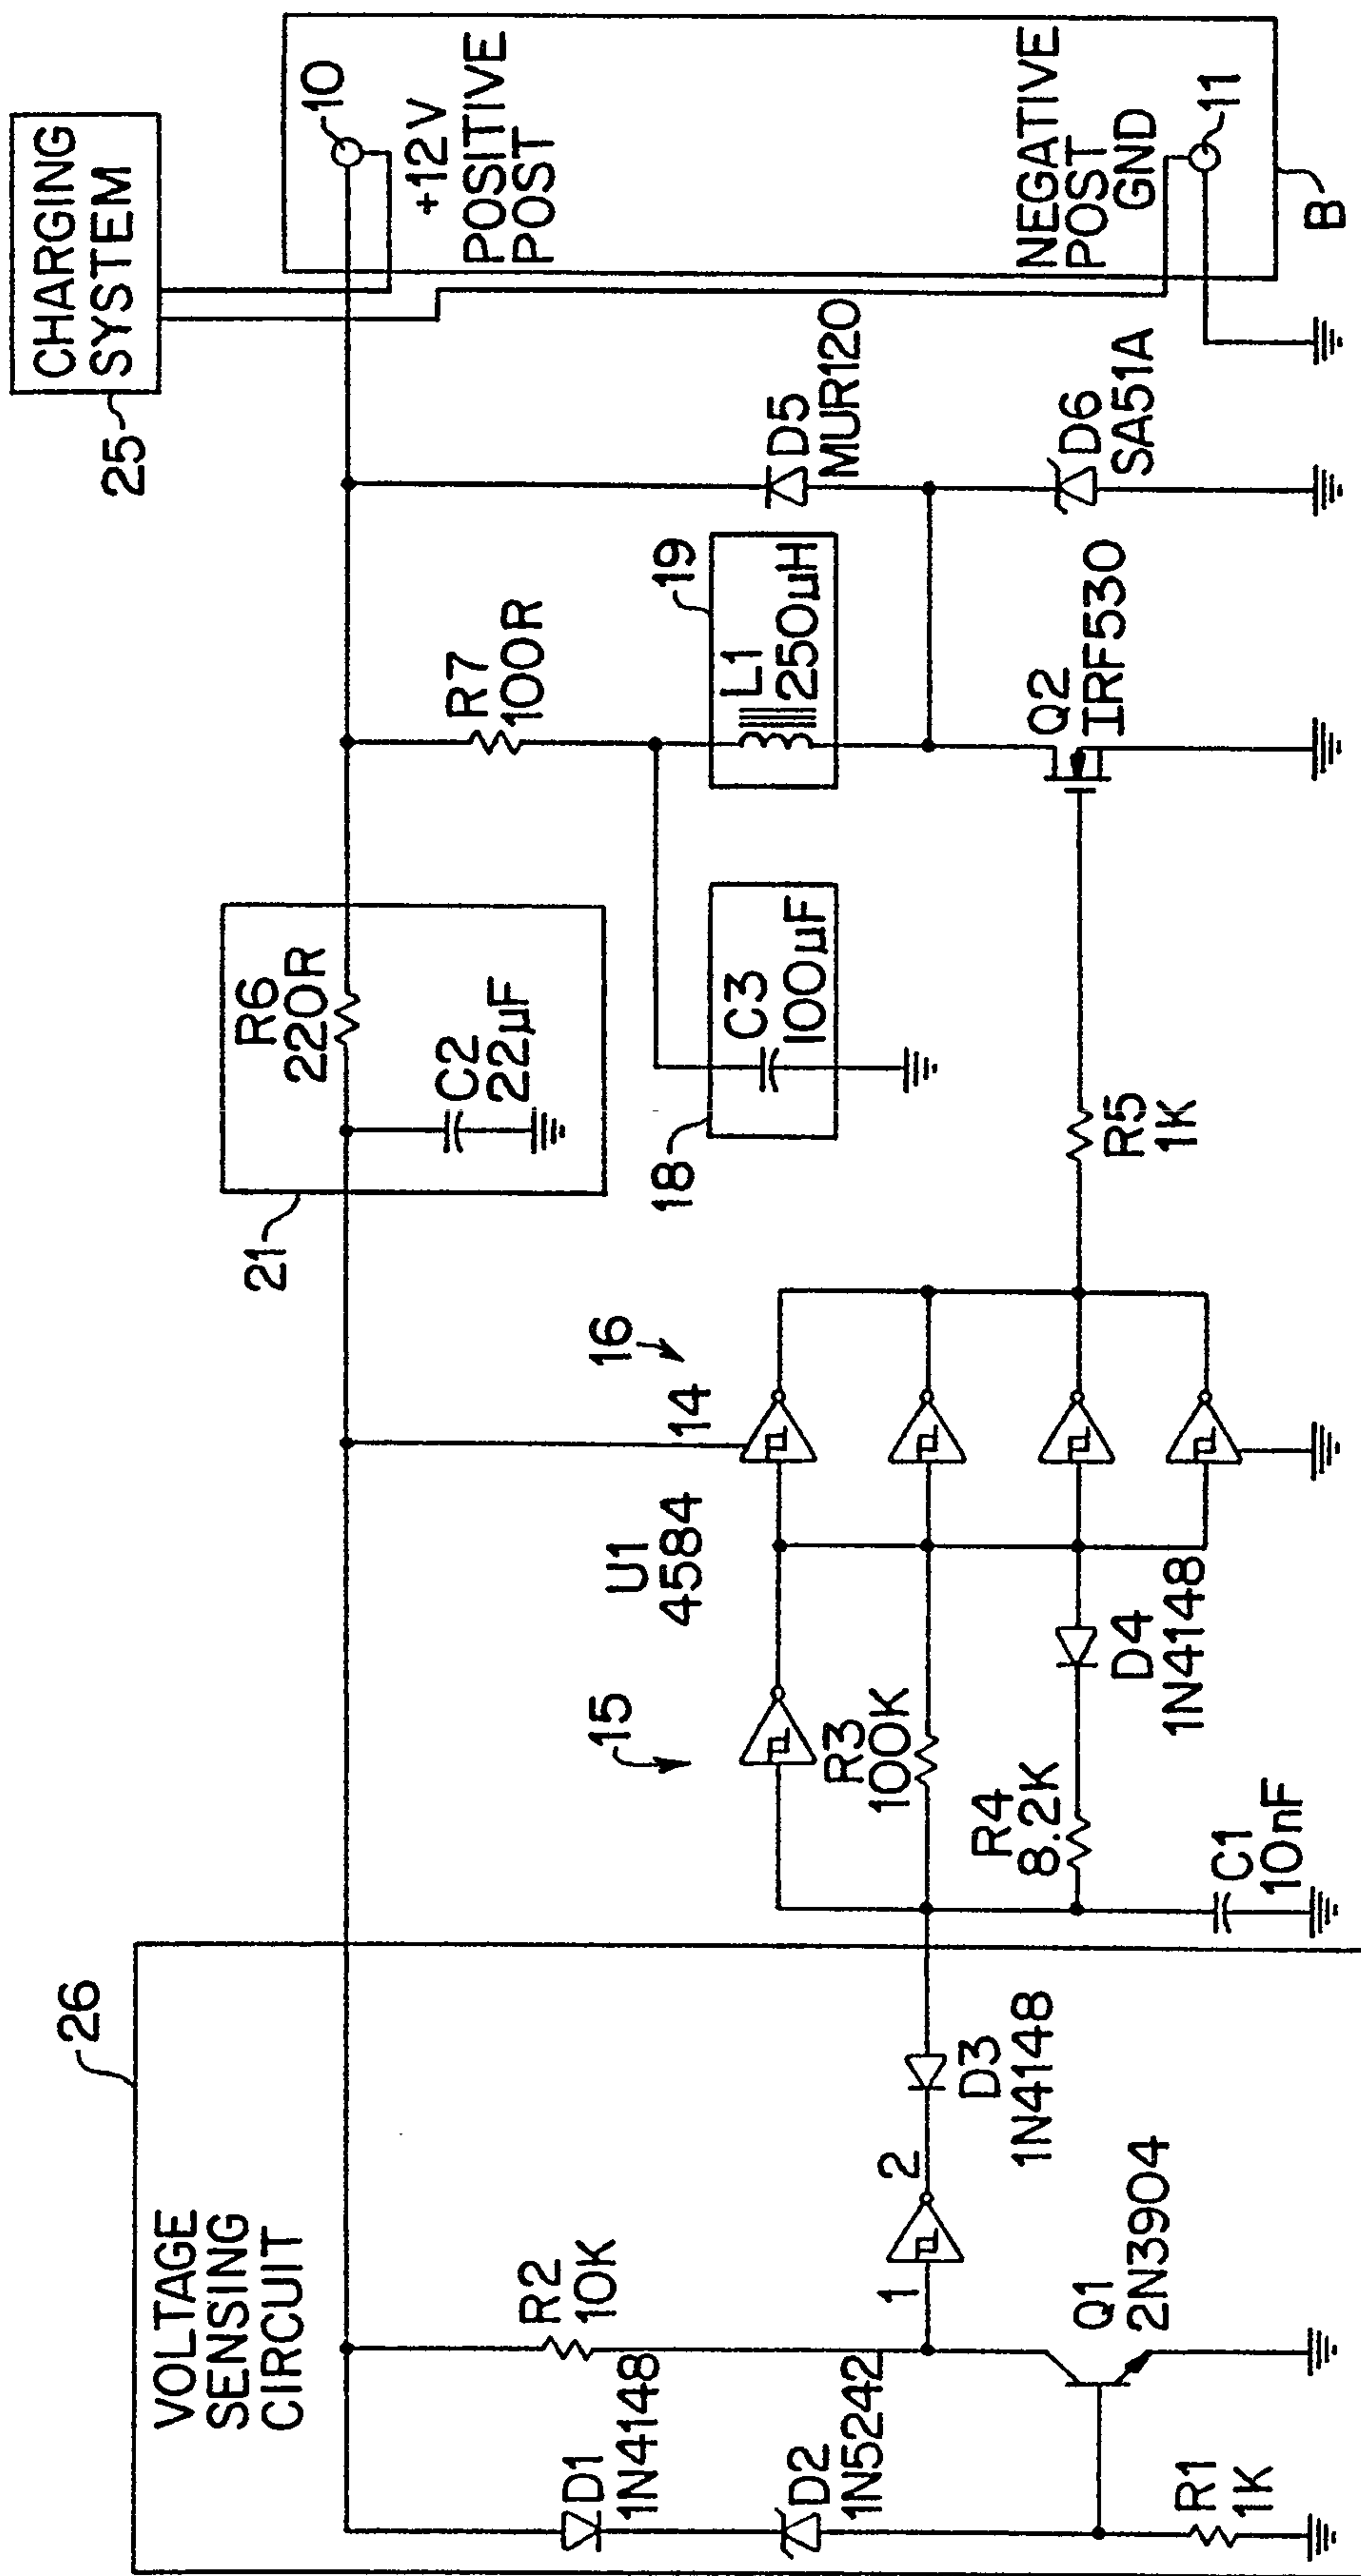 CHARGING
SYSTEM
25
10
+12V
POSITIVE
POST
NEGATIVE
POST
GND
11
B
D5
MUR120
D6
SA51A
R7
100R
19
L1
250µH
Q2
IRF530
R6
220R
C2
22µF
21
C3
100µF
18
R5
1K
16
14
U1
4584
15
R3
100K
D4
1N4148
R4
8.2K
C1
10nF
26
VOLTAGE
SENSING
CIRCUIT
D3
1N4148
2
1
R2
10K
Q1
2N3904
D1
1N4148
D2
1N5242
R1
1K